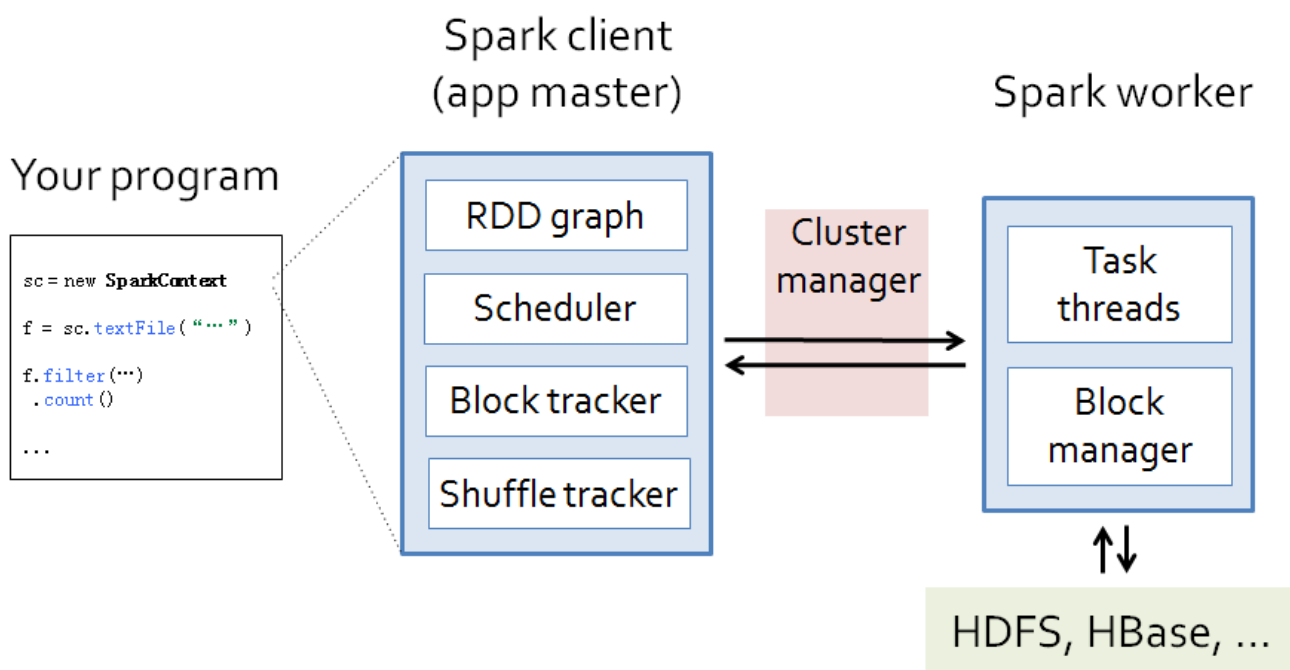 Your program
sc = new SparkContext
f = sc.textFile(“…”)
f.filter(…)
.count()
...
Spark client
(app master)
RDD graph
Scheduler
Block tracker
Shuffle tracker
Cluster
manager
Spark worker
Task
threads
Block
manager
HDFS, HBase, ...